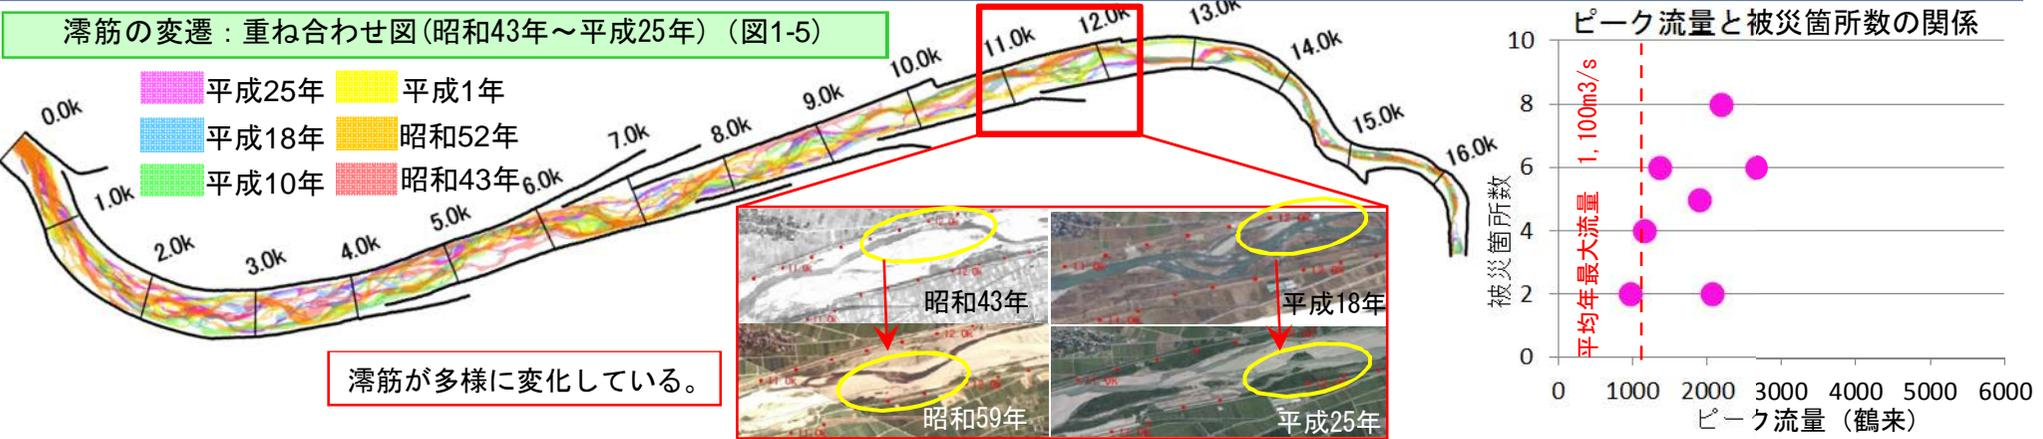 澪筋の変遷：重ね合わせ図(昭和43年～平成25年)（図1-5）
平成25年
平成1年
平成18年
昭和52年
平成10年
昭和43年
0.0k
1.0k
2.0k
3.0k
4.0k
5.0k
6.0k
7.0k
8.0k
9.0k
10.0k
11.0k
12.0k
13.0k
14.0k
15.0k
16.0k
澪筋が多様に変化している。
昭和43年
平成18年
昭和59年
平成25年
ピーク流量と被災箇所数の関係
10
8
6
4
2
0
被災箇所数
平均年最大流量　1,100m3/s
0
1000
2000
3000
4000
5000
6000
ピーク流量（鶴来）